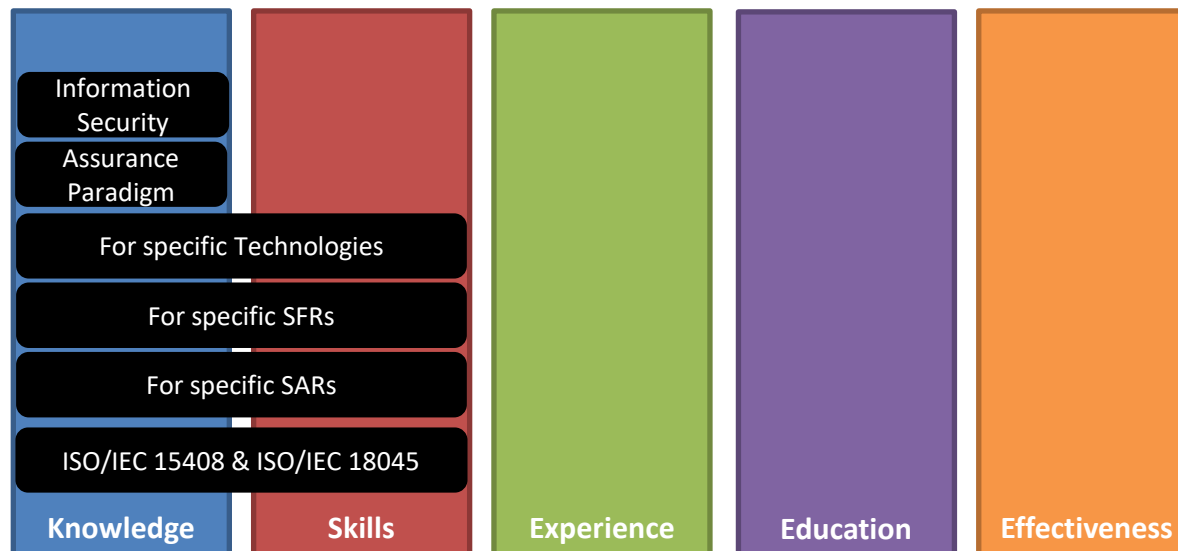 Information
Security
Assurance
Paradigm
For specific Technologies
For specific SFRs
For specific SARs
ISO/IEC 15408 & ISO/IEC 18045
Knowledge
Skills
Experience
Education
Effectiveness